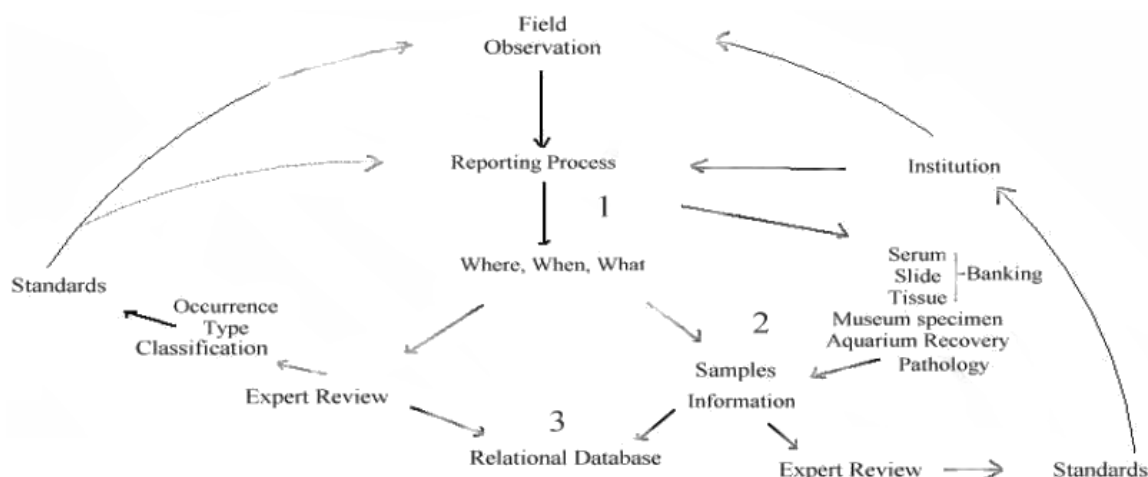 Field
Observation
Reporting Process
Institution
1
Where, When, What
Serum
Slide
Tissue
Banking
Museum specimen
Aquarium Recovery
Pathology
Standards
Occurrence
Type
Classification
2
Samples
Information
Expert Review
3
Relational Database
Expert Review
Standards